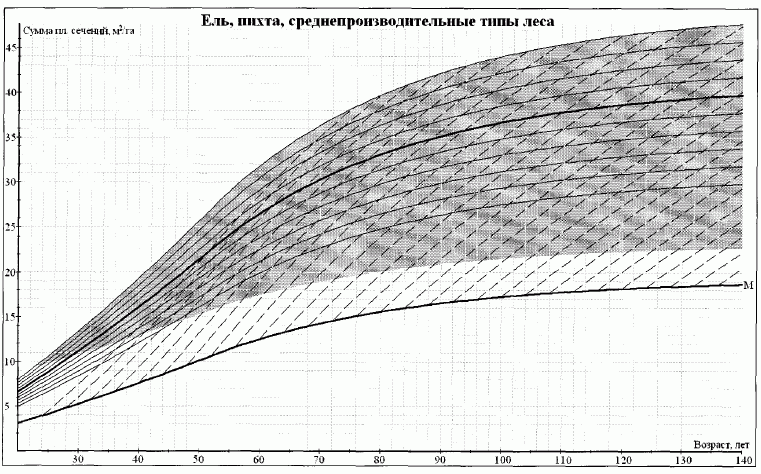 Ель, пихта, среднепроизводительные типы леса
Сумма пл. сечений, м²/га
45
40
35
30
25
20
15
10
5
М
Возраст, лет
30 40 50 60 70 80 90 100 110 120 130 140